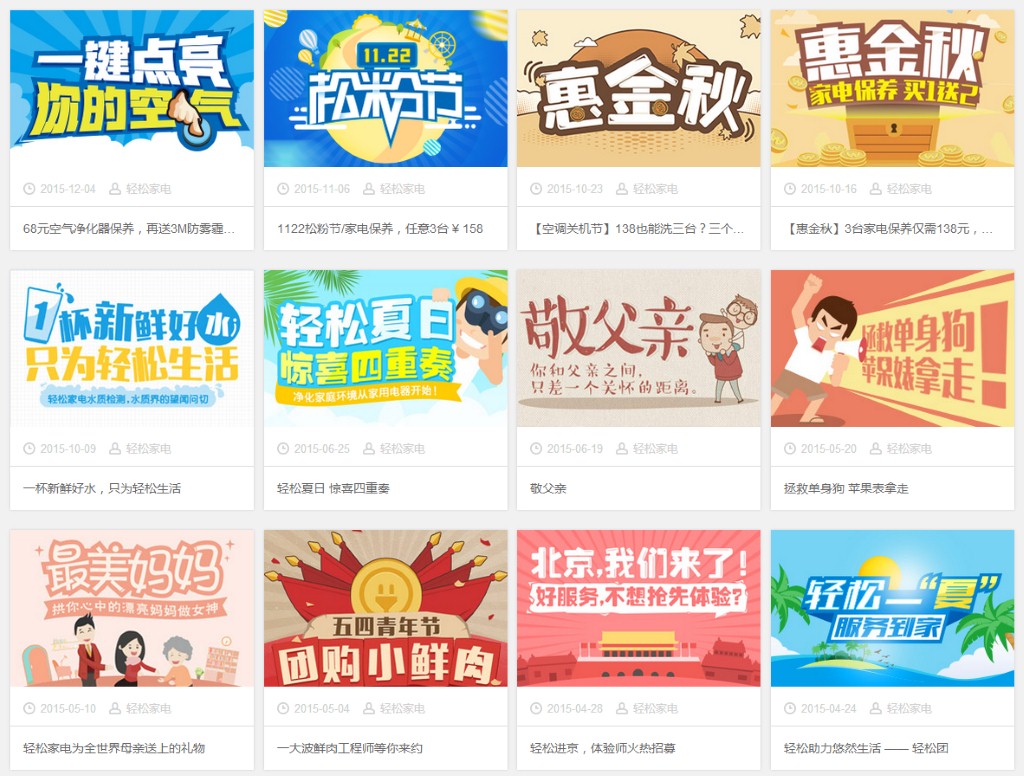 一键点亮
你的空气
2015-12-04 轻松家电
68元空气净化器保养，再送3M防雾霾...
11.22
松粉节
2015-11-06 轻松家电
1122松粉节/家电保养，任意3台 ¥ 158
惠金秋
2015-10-23 轻松家电
【空调关机节】138也能洗三台？三个...
惠金秋
家电保养 买1送2
2015-10-16 轻松家电
【惠金秋】3台家电保养仅需138元，...
1杯新鲜好水
只为轻松生活
轻松家电水质检测,水质界的望闻问切
2015-10-09 轻松家电
一杯新鲜好水，只为轻松生活
轻松夏日
惊喜四重奏
净化家庭环境从家用电器开始!
2015-06-25 轻松家电
轻松夏日 惊喜四重奏
敬父亲
你和父亲之间,
只差一个关怀的距离。
2015-06-19 轻松家电
敬父亲
拯救单身狗
苹果婊拿走!
2015-05-20 轻松家电
拯救单身狗 苹果表拿走
最美妈妈
拱你心中的漂亮妈妈做女神
2015-05-10 轻松家电
轻松家电为全世界母亲送上的礼物
五四青年节
团购小鲜肉
2015-05-04 轻松家电
一大波鲜肉工程师等你来约
北京,我们来了!
好服务,不想抢先体验?
2015-04-28 轻松家电
轻松进京，体验师火热招募
轻松一“夏”
服务到家
2015-04-24 轻松家电
轻松助力悠然生活 —— 轻松团